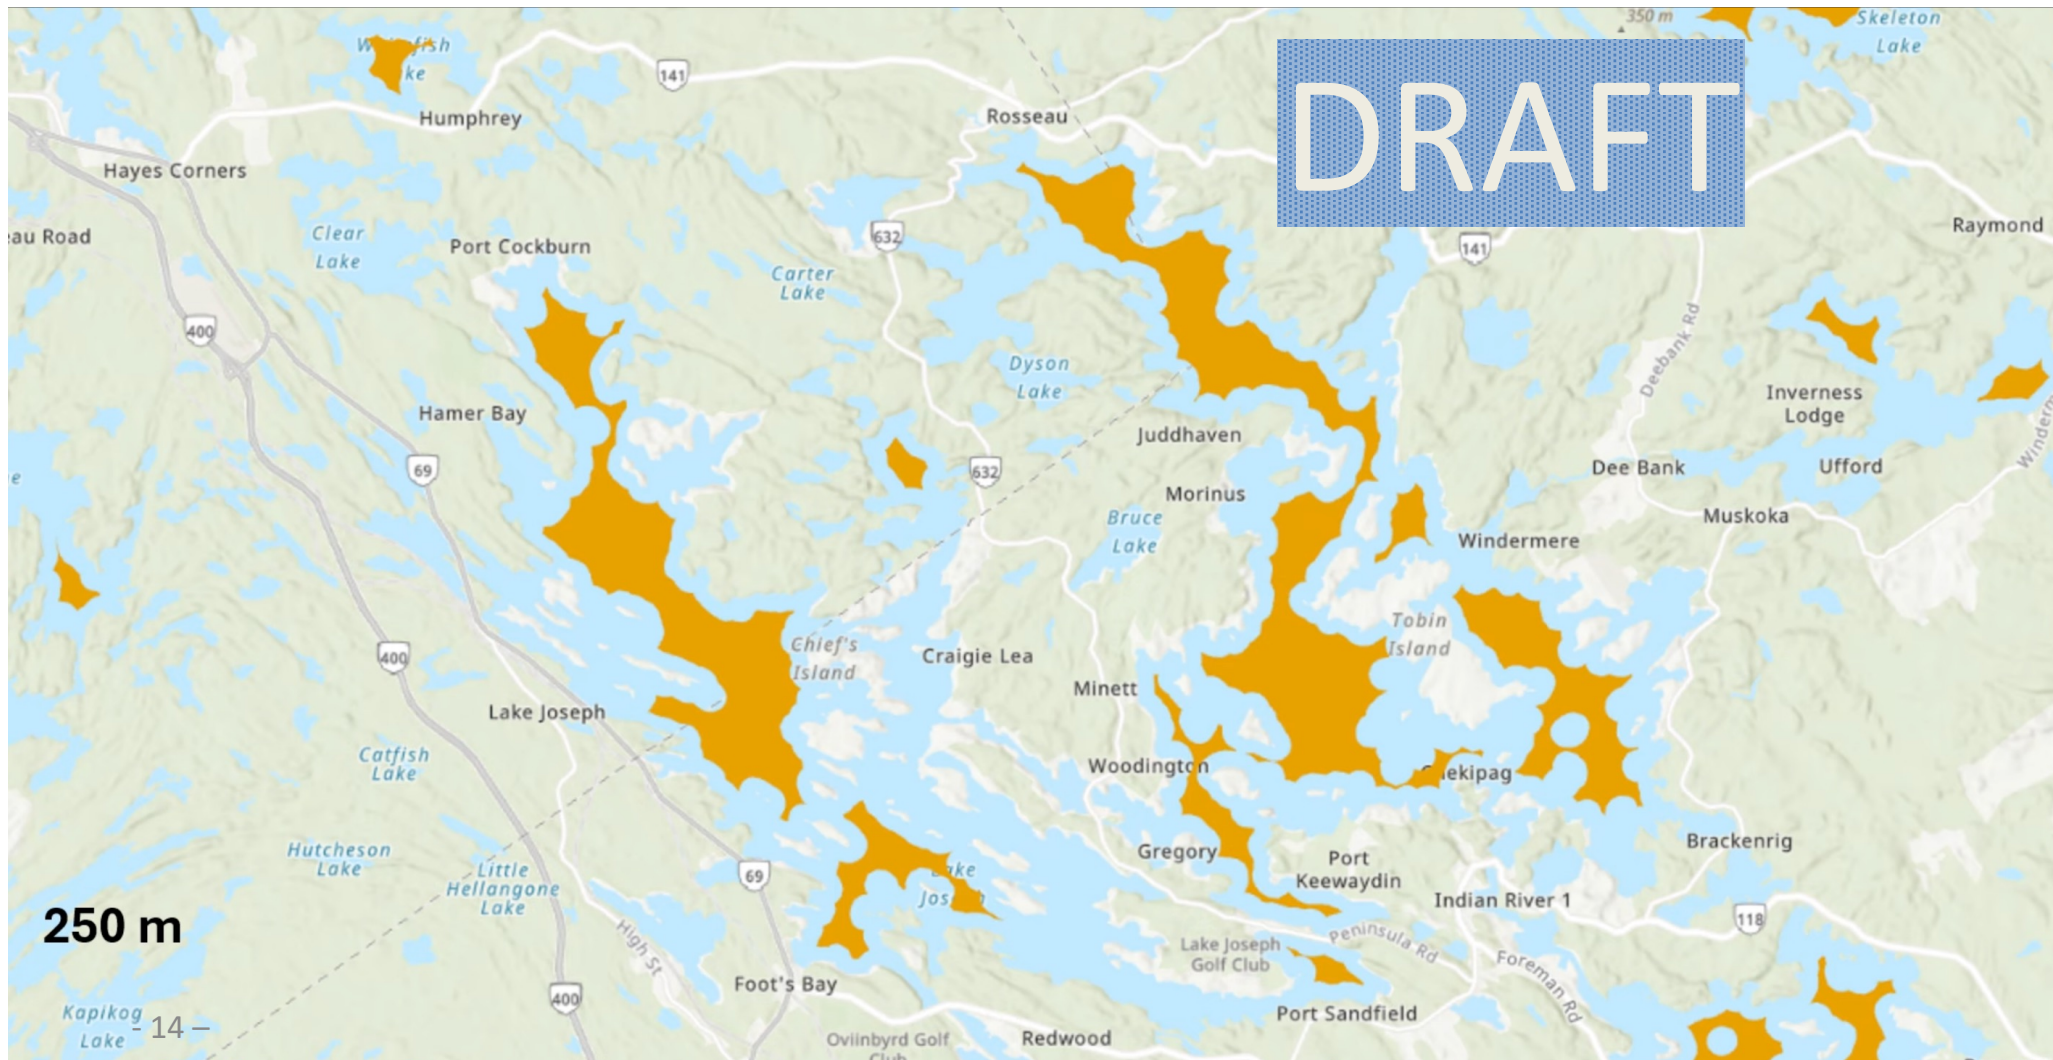 350 m
Skeleton
Lake
DRAFT
141
Humphrey
Rosseau
Hayes Corners
Raymond
Clear
Lake
Port Cockburn
632
141
Carter
Lake
400
Deebank Rd
Dyson
Lake
Inverness
Lodge
Hamer Bay
Juddhaven
69
632
Dee Bank
Ufford
Morinus
Bruce
Lake
Muskoka
Windermere
Tobin
Island
Chief's
Island
400
Craigie Lea
Minett
Lake Joseph
Catfish
Lake
Woodington
Hutcheson
Lake
Little
Hellangone
Lake
69
Gregory
Port
Keewaydin
Brackenrig
Indian River 1
250 m
118
High St
Peninsula Rd
Lake Joseph
Golf Club
Foreman Rd
Foot's Bay
400
Port Sandfield
Kapikog
Lake
- 14 –
Oviinbyrd Golf
Club
Redwood